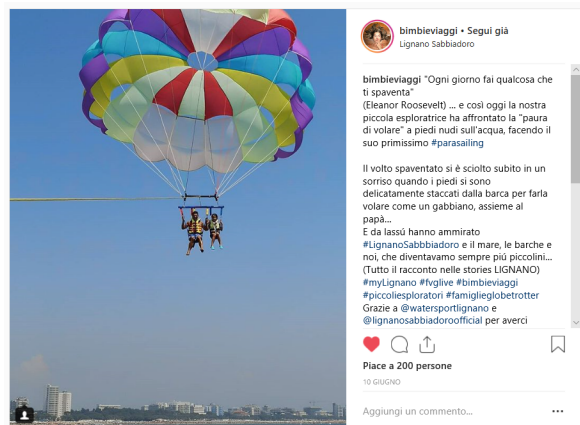 bimbieviaggi • Segui già
Lignano Sabbiadoro
bimbieviaggi "Ogni giorno fai qualcosa che
ti spaventa"
(Eleanor Roosevelt) ... e così oggi la nostra
piccola esploratrice ha affrontato la "paura
di volare" a piedi nudi sull'acqua, facendo il
suo primissimo #parasailing
Il volto spaventato si è sciolto subito in un
sorriso quando i piedi si sono
delicatamente staccati dalla barca per farla
volare come un gabbiano, assieme al
papà...
E da lassú hanno ammirato
#LignanoSabbbiadoro e il mare, le barche e
noi, che diventavamo sempre piú piccolini...
(Tutto il racconto nelle stories LIGNANO)
#myLignano #fvglive #bimbieviaggi
#piccoliesploratori #famiglieglobetrotter
Grazie a @watersportlignano e
@lignanosabbiadoroofficial per averci
Piace a 200 persone
10 GIUGNO
Aggiungi un commento...